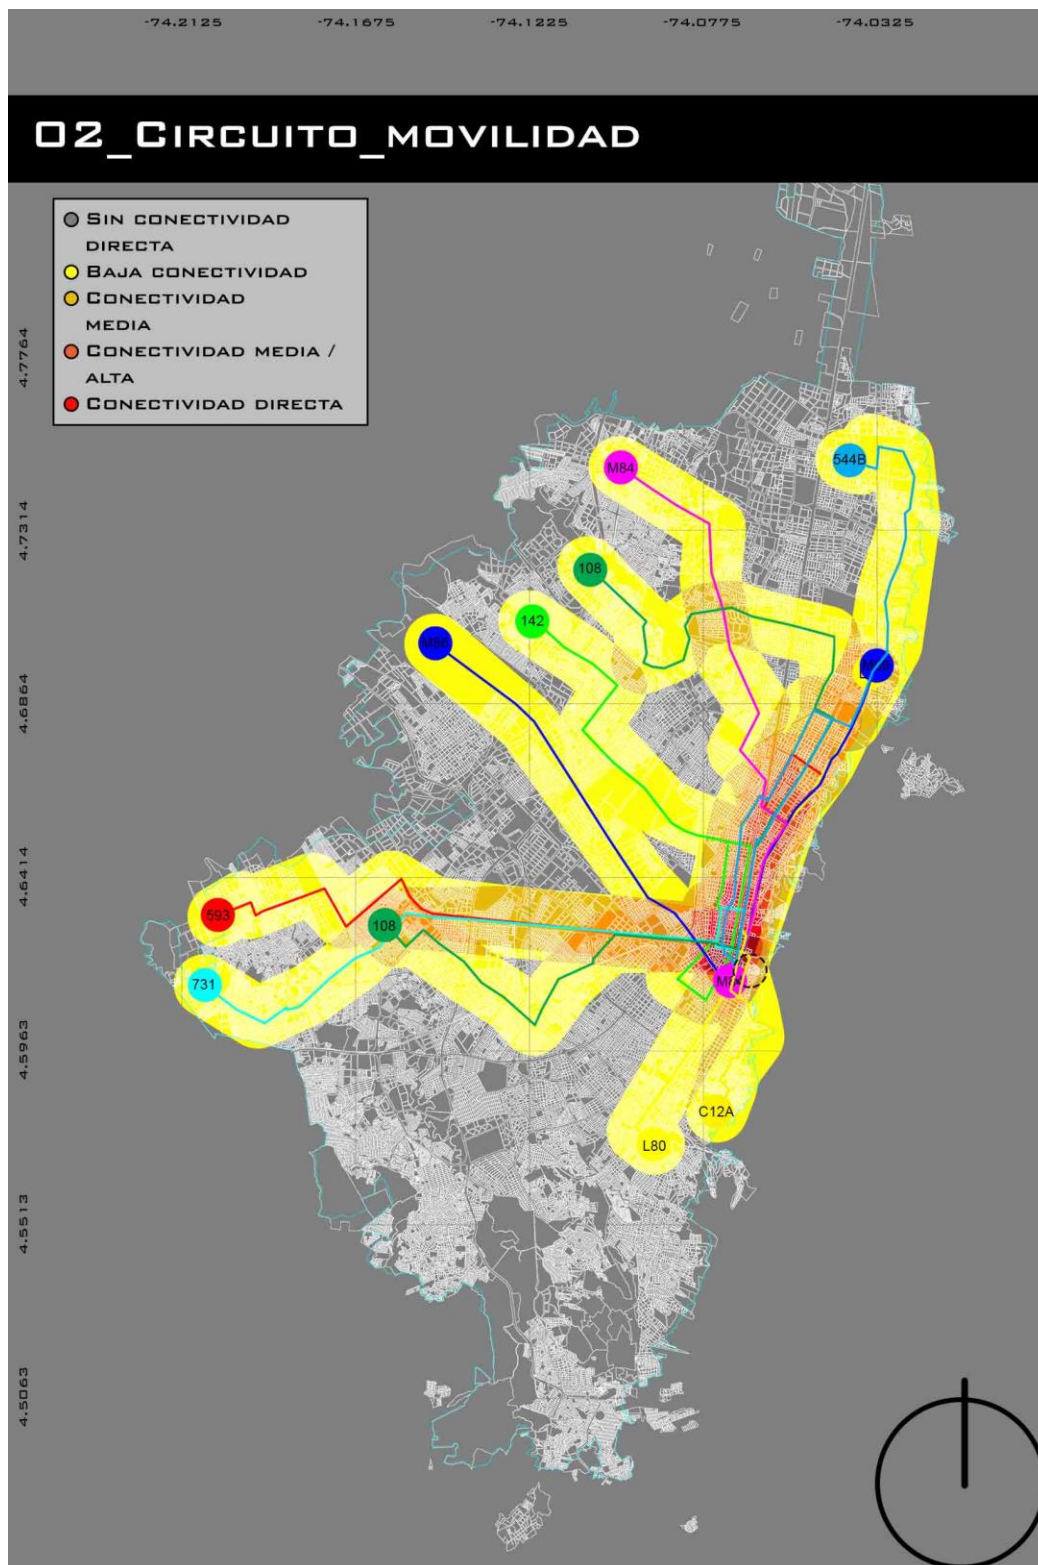 -74.2125 -74.1675 -74.1225 -74.0775 -74.0325
02_CIRCUITO_MOVILIDAD
SIN CONECTIVIDAD
DIRECTA
BAJA CONECTIVIDAD
CONECTIVIDAD
MEDIA
CONECTIVIDAD MEDIA /
ALTA
CONECTIVIDAD DIRECTA
4.7764
M84
544B
4.7314
108
142
M86
4.6864
4.6414
593
108
731
4.5963
C12A
L80
4.5513
4.5063